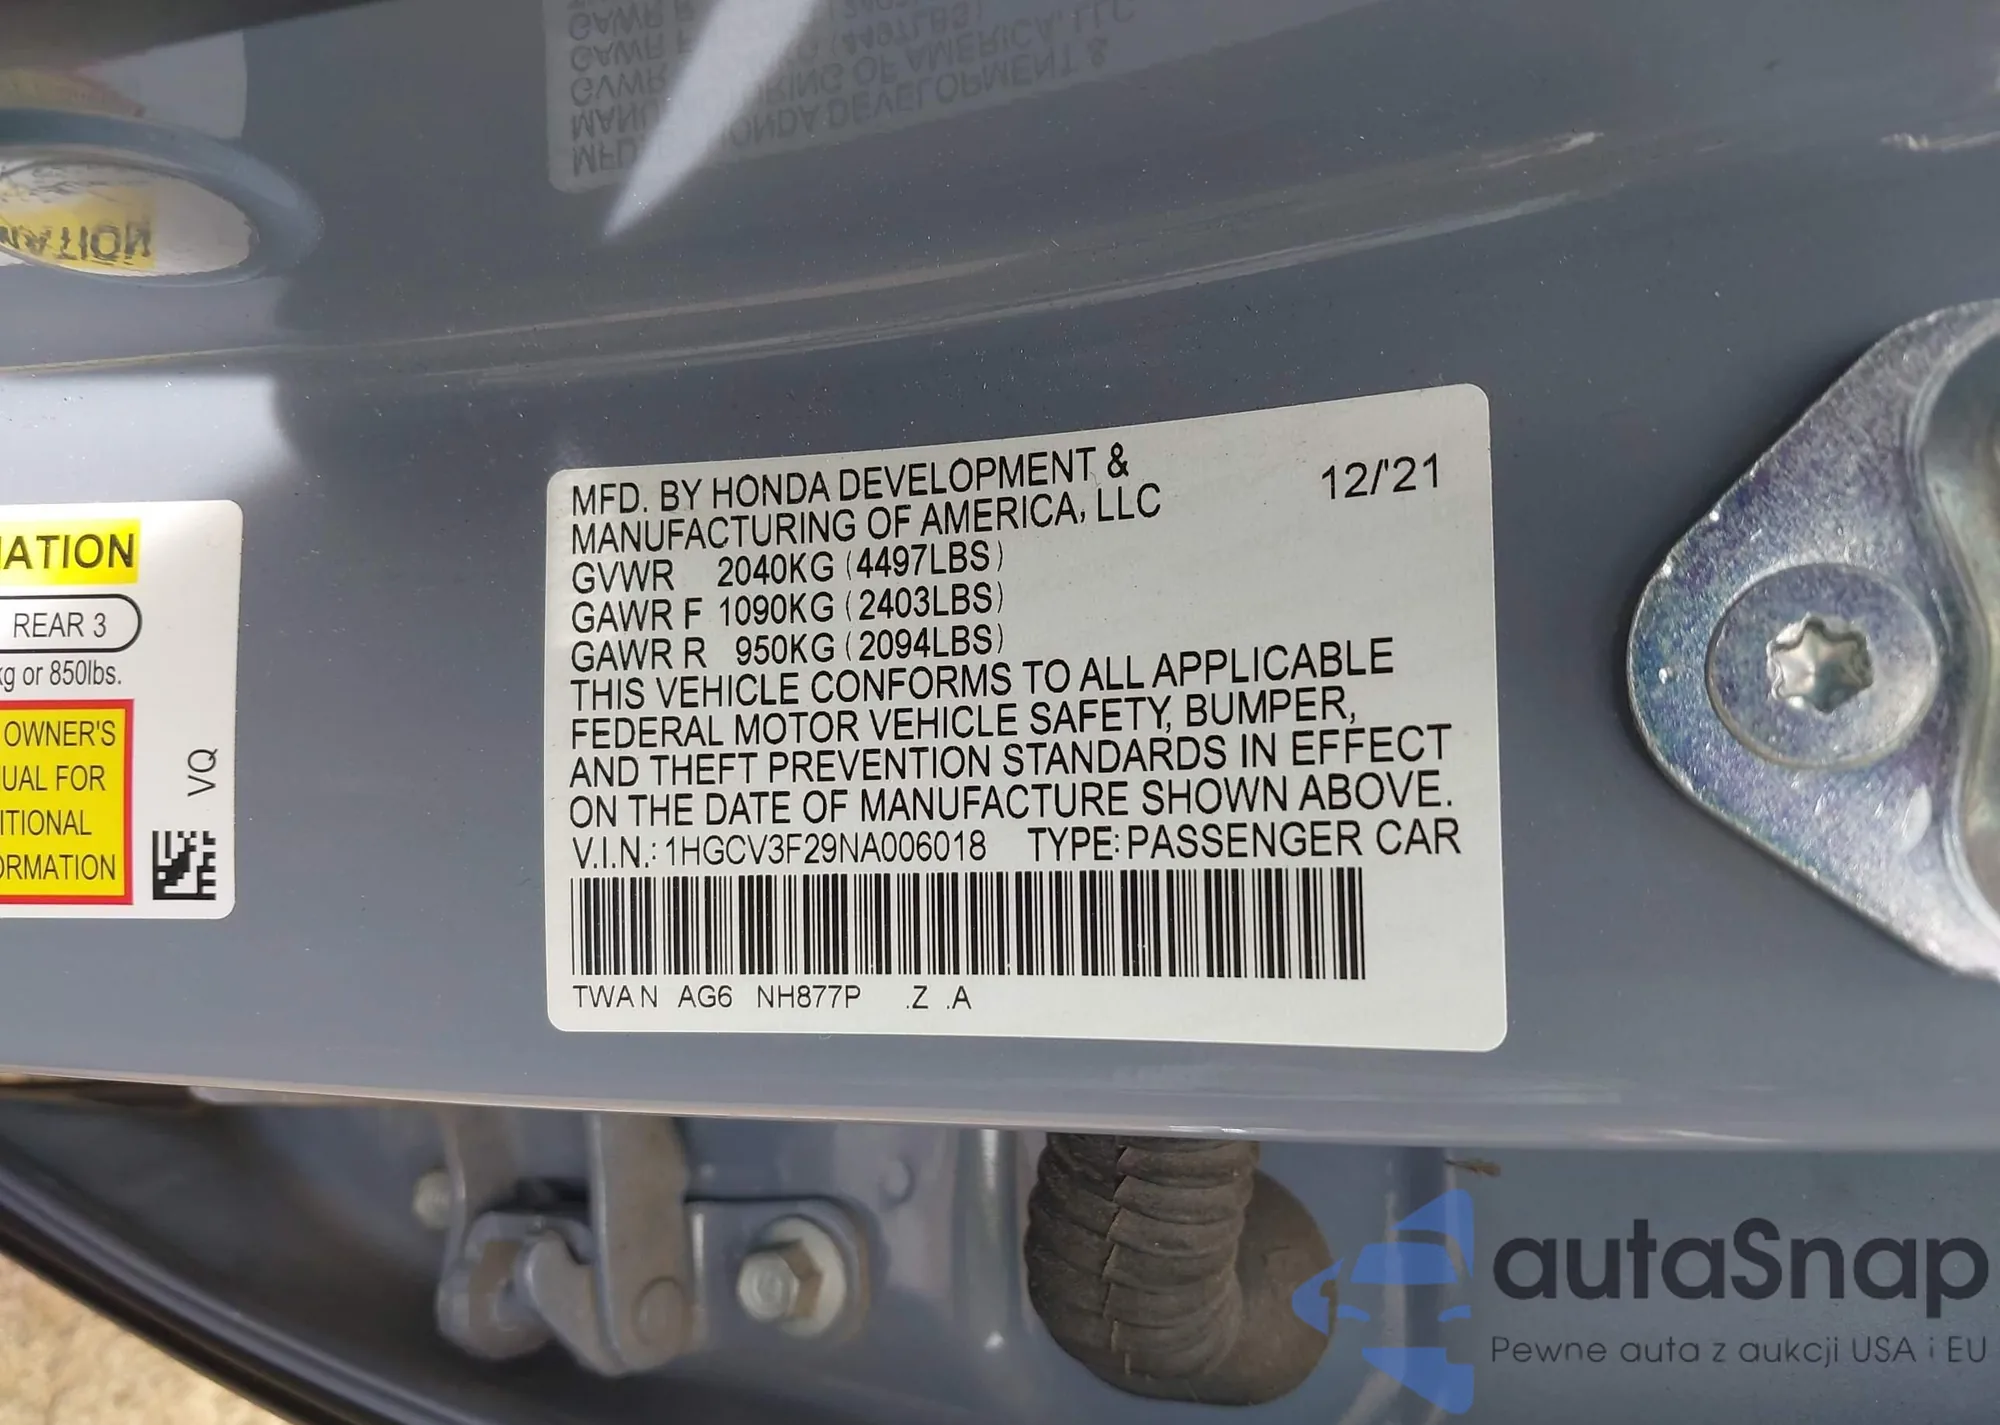 MFD. BY HONDA DEVELOPMENT &
MANUFACTURING OF AMERICA, LLC
12/'21
GVWR 2040KG (4497LBS)
GAWR F 1090KG (2403LBS)
GAWR R 950KG (2094LBS)
THIS VEHICLE CONFORMS TO ALL APPLICABLE
FEDERAL MOTOR VEHICLE SAFETY, BUMPER,
AND THEFT PREVENTION STANDARDS IN EFFECT
ON THE DATE OF MANUFACTURE SHOWN ABOVE.
V.I.N.: 1HGCV3F29NA006018 TYPE: PASSENGER CAR
TWAN AG6 NH877P .Z .A
ATION
REAR 3
kg or 850lbs.
OWNER'S
UAL FOR
ITIONAL
ORMATION
VQ
autaSnap
Pewne auta z aukcji USA i EU